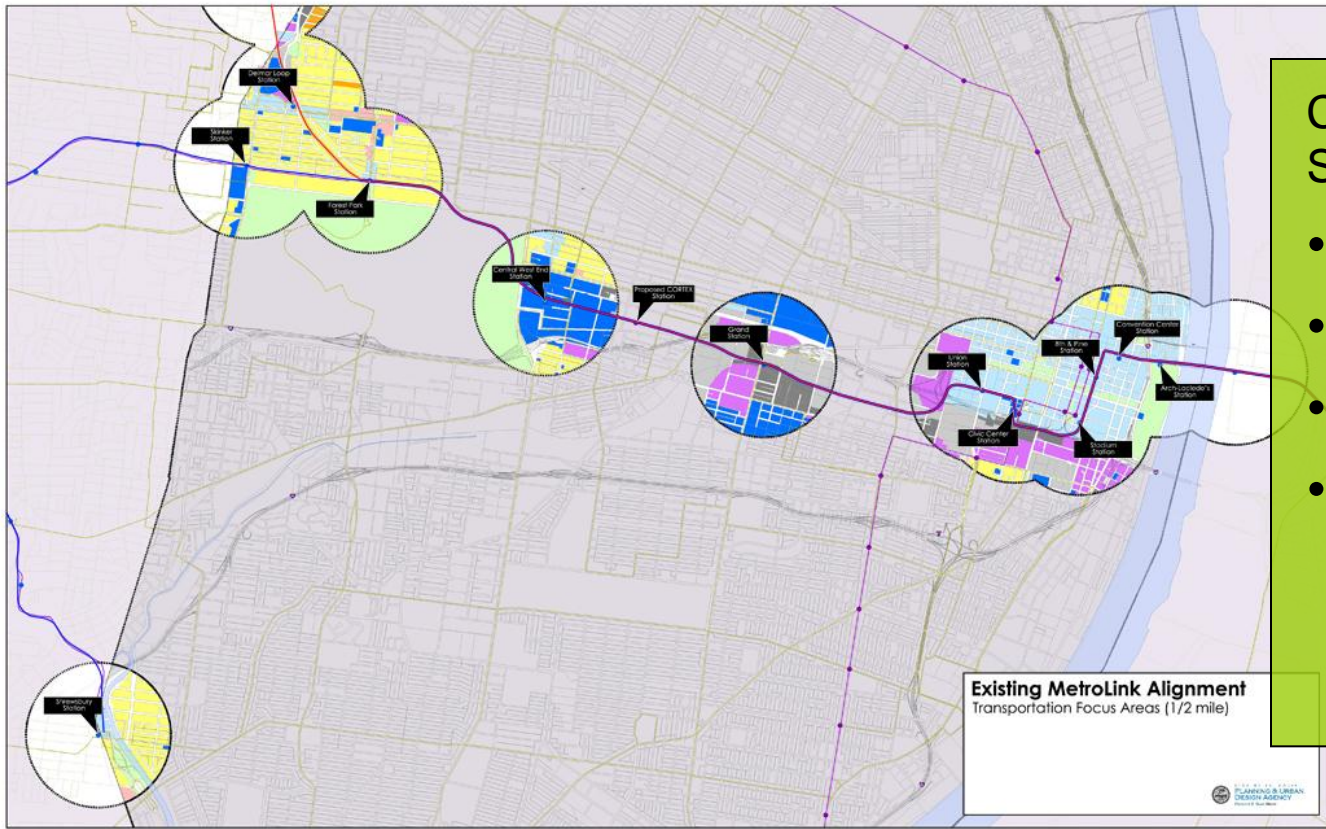 Delmar Loop
Station
Skinker
Station
Forest Park
Station
Central West End
Station
Proposed CORTEX
Station
Grand
Station
Union
Station
Civic Center
Station
8th & Pine
Station
Convention Center
Station
Arch-Laclede's
Station
Stadium
Station
Shrewsbury
Station
C
S
•
•
•
•
Existing MetroLink Alignment
Transportation Focus Areas (1/2 mile)
PLANNING & URBAN
DESIGN AGENCY